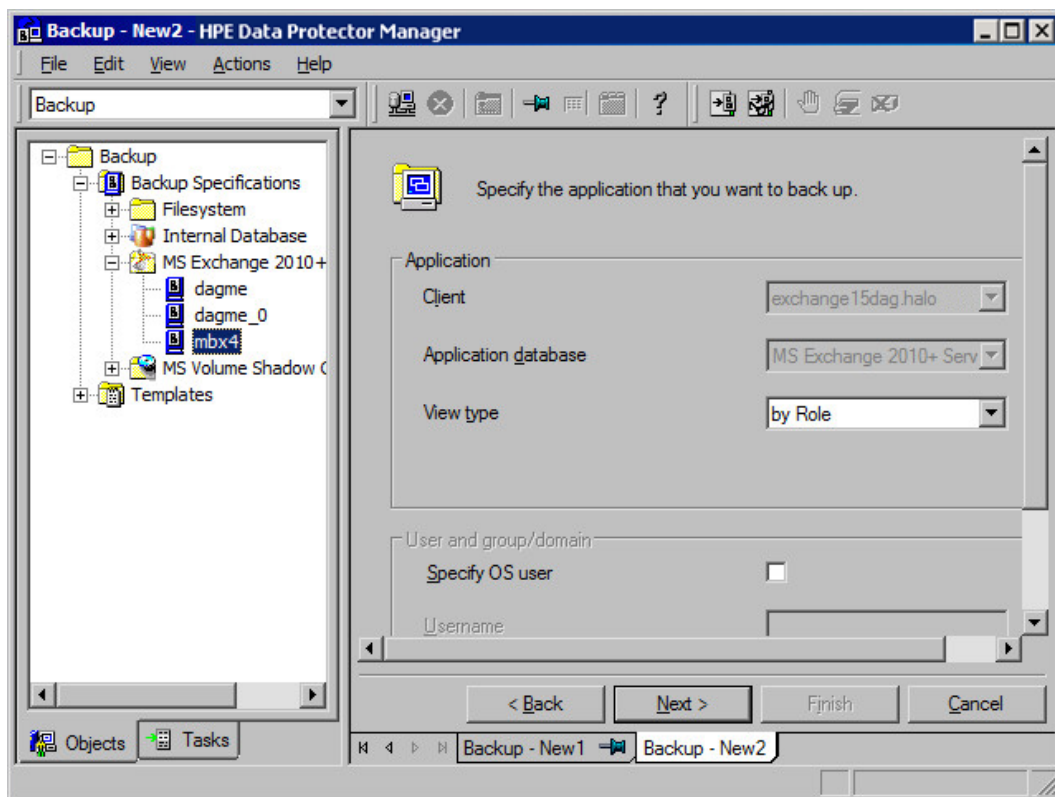 Backup - New2 - HPE Data Protector Manager
File Edit View Actions Help
Backup
Backup
Backup Specifications
Filesystem
Internal Database
MS Exchange 2010+
dagme
dagme_0
mbx4
MS Volume Shadow C
Templates
Objects Tasks
Specify the application that you want to back up.
Application
Client exchange15dag.halo
Application database MS Exchange 2010+ Serv
View type by Role
User and group/domain
Specify OS user
Username
< Back Next > Finish Cancel
Backup - New1 Backup - New2